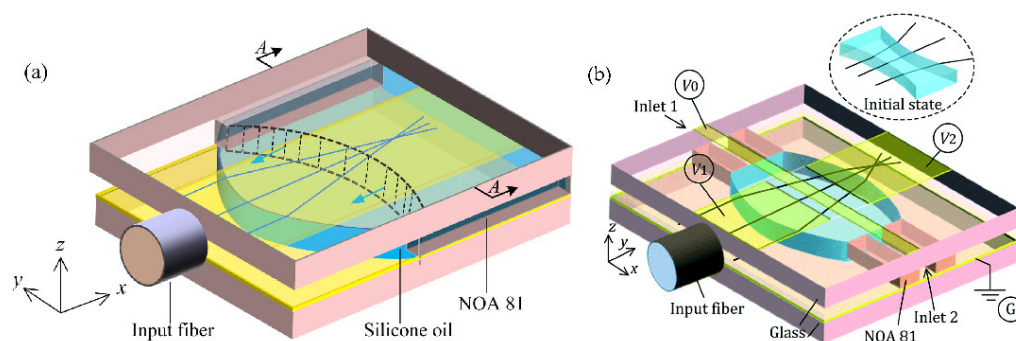 (a)
A
A
z
y
x
Input fiber
Silicone oil
NOA 81
(b)
Initial state
V0
Inlet 1
V2
V1
z
y
x
Input fiber
Glass
NOA 81
Inlet 2
G